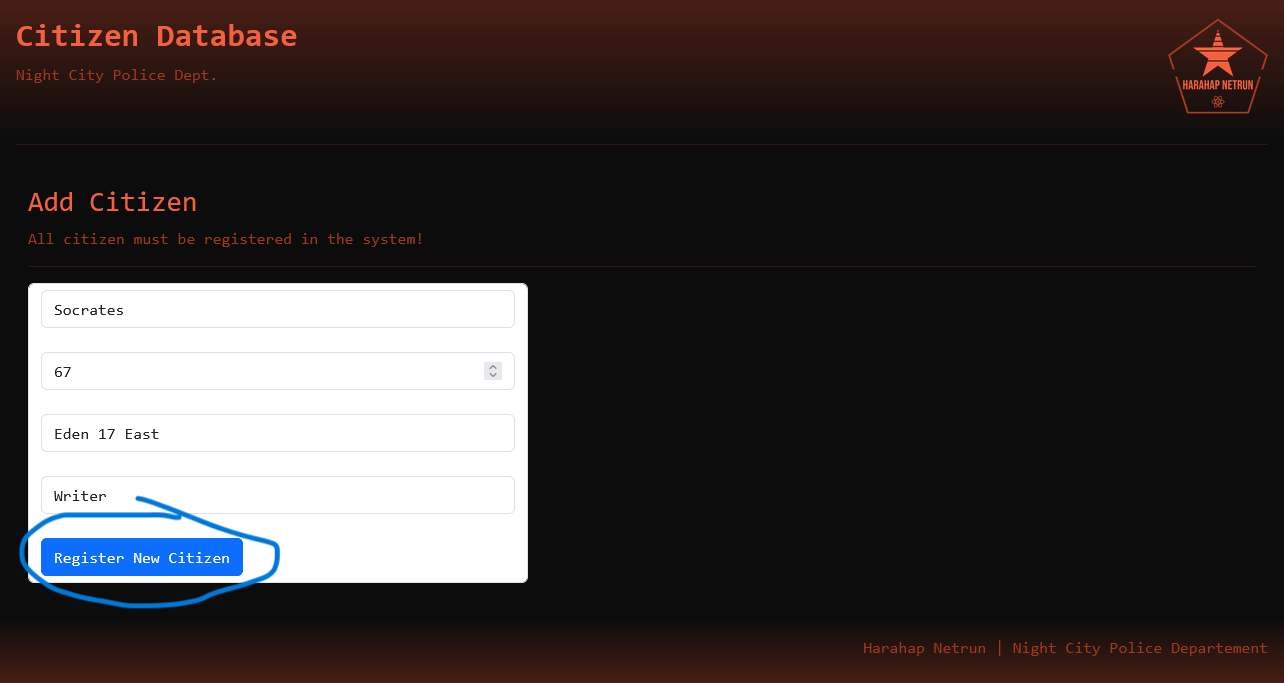 Citizen Database
Night City Police Dept.
HARAHAP NETRUN
Add Citizen
All citizen must be registered in the system!
Socrates
67
Eden 17 East
Writer
Register New Citizen
Harahap Netrun | Night City Police Departement